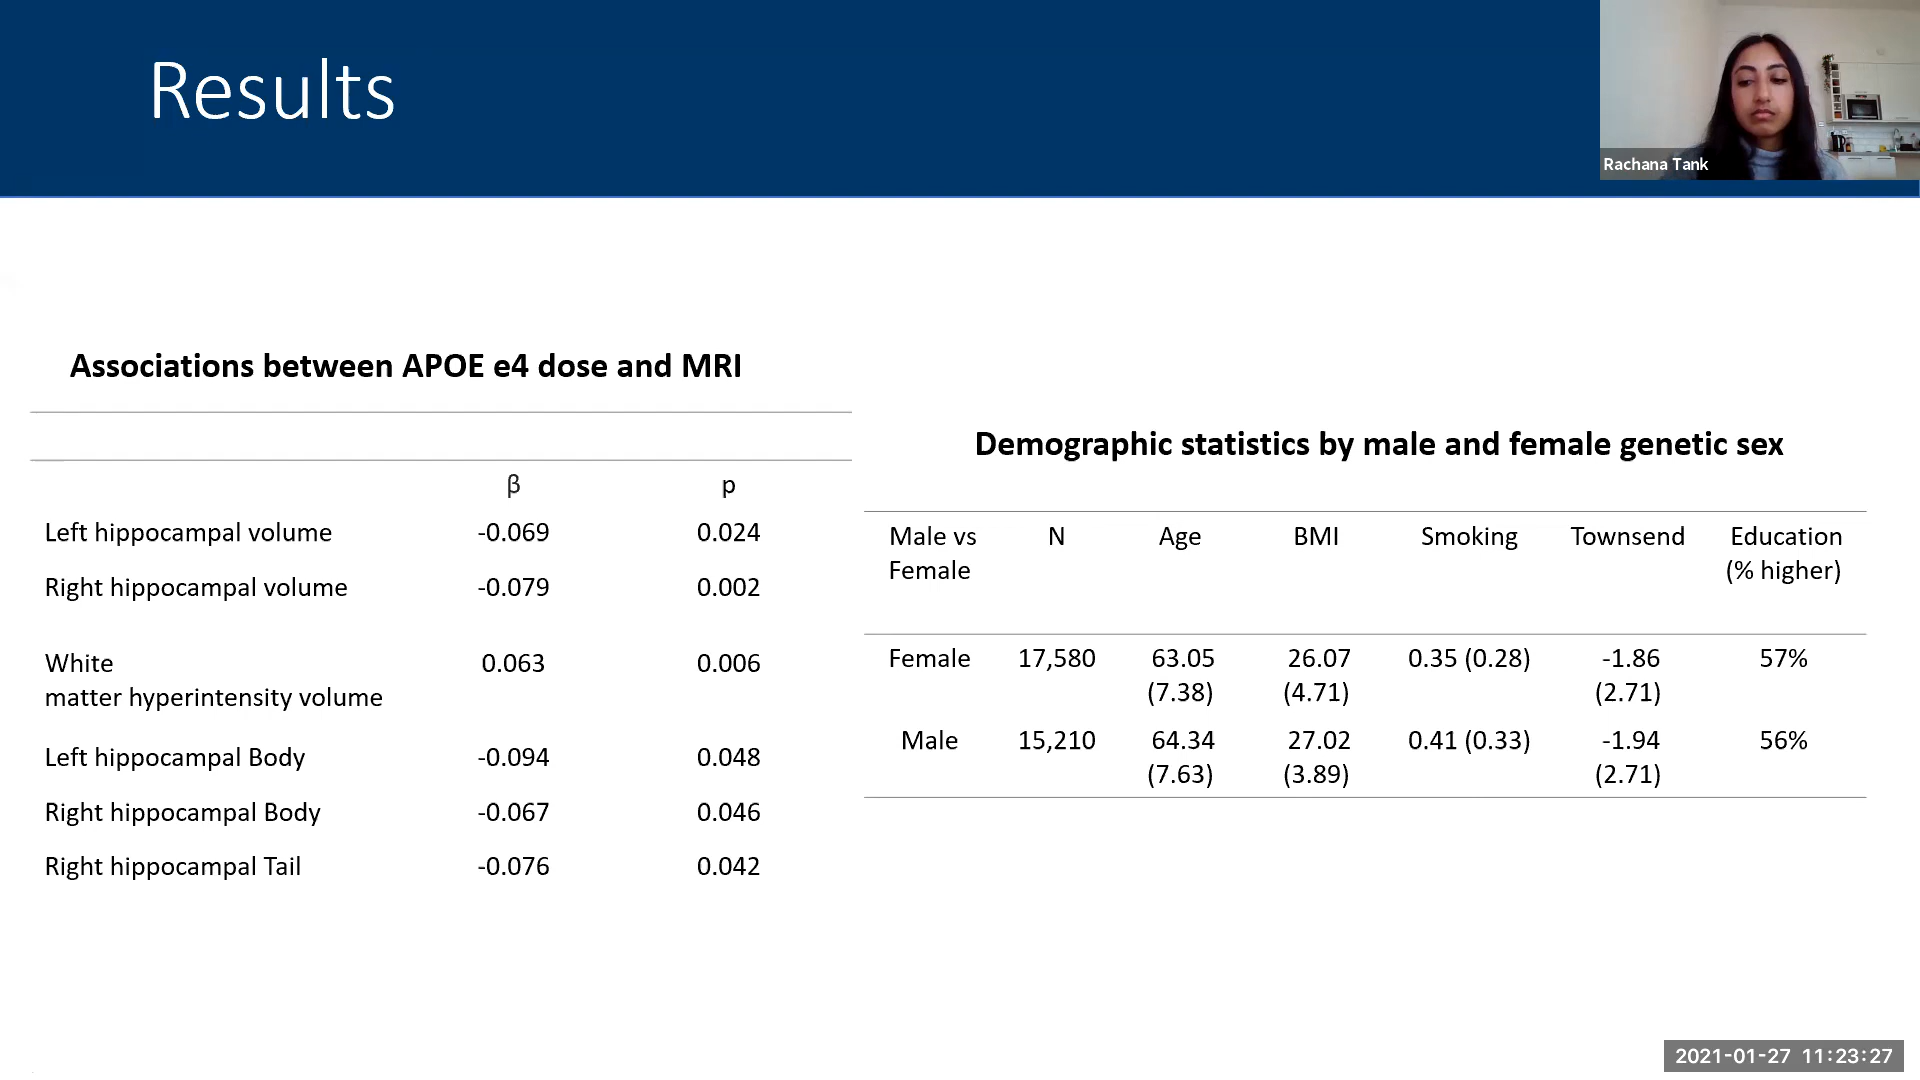 Results
Rachana Tank
Associations between APOE e4 dose and MRI
β p
Left hippocampal volume -0.069 0.024
Right hippocampal volume -0.079 0.002
White 0.063 0.006
matter hyperintensity volume
Left hippocampal Body -0.094 0.048
Right hippocampal Body -0.067 0.046
Right hippocampal Tail -0.076 0.042
Demographic statistics by male and female genetic sex
Male vs N Age BMI Smoking Townsend Education
Female (% higher)
Female 17,580 63.05 26.07 0.35 (0.28) -1.86 57%
(7.38) (4.71) (2.71)
Male 15,210 64.34 27.02 0.41 (0.33) -1.94 56%
(7.63) (3.89) (2.71)
2021-01-27 11:23:27